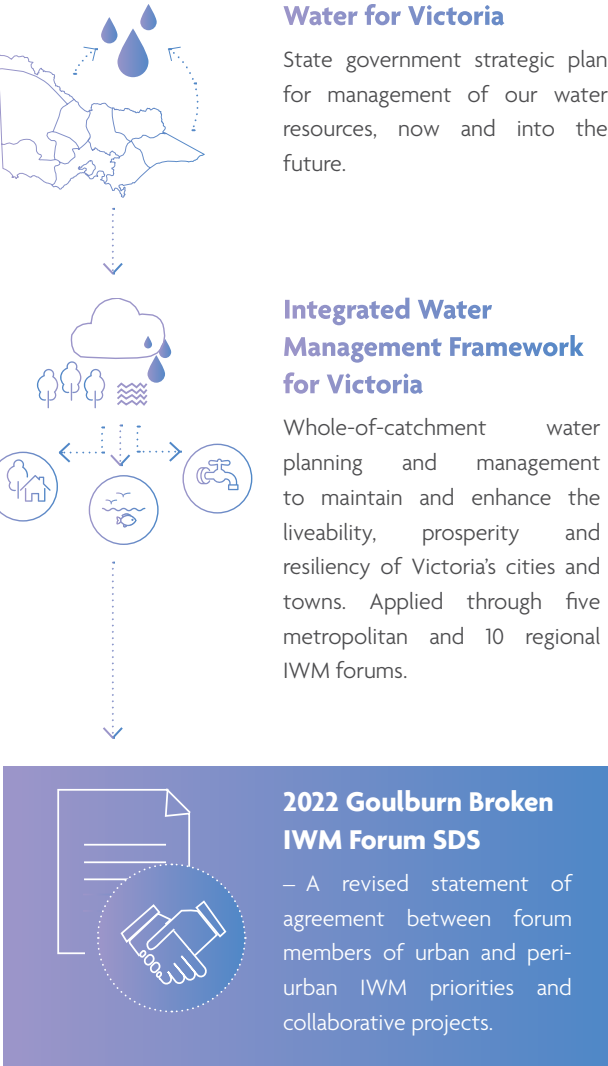 Water for Victoria
State government strategic plan
for management of our water
resources, now and into the
future.
Integrated Water
Management Framework
for Victoria
Whole-of-catchment water
planning and management
to maintain and enhance the
liveability, prosperity and
resiliency of Victoria's cities and
towns. Applied through five
metropolitan and 10 regional
IWM forums.
2022 Goulburn Broken
IWM Forum SDS
– A revised statement of
agreement between forum
members of urban and peri-
urban IWM priorities and
collaborative projects.